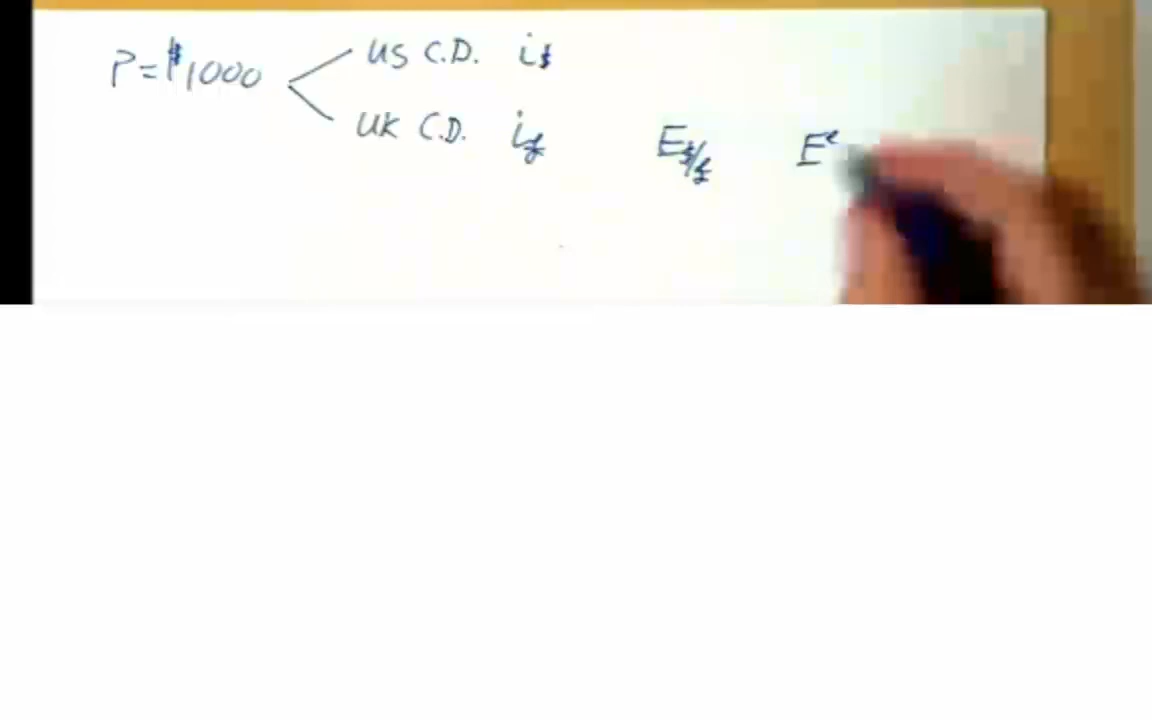 P=$1000 US C.D. i$
UK C.D. i£ E$/£ Eᵉ